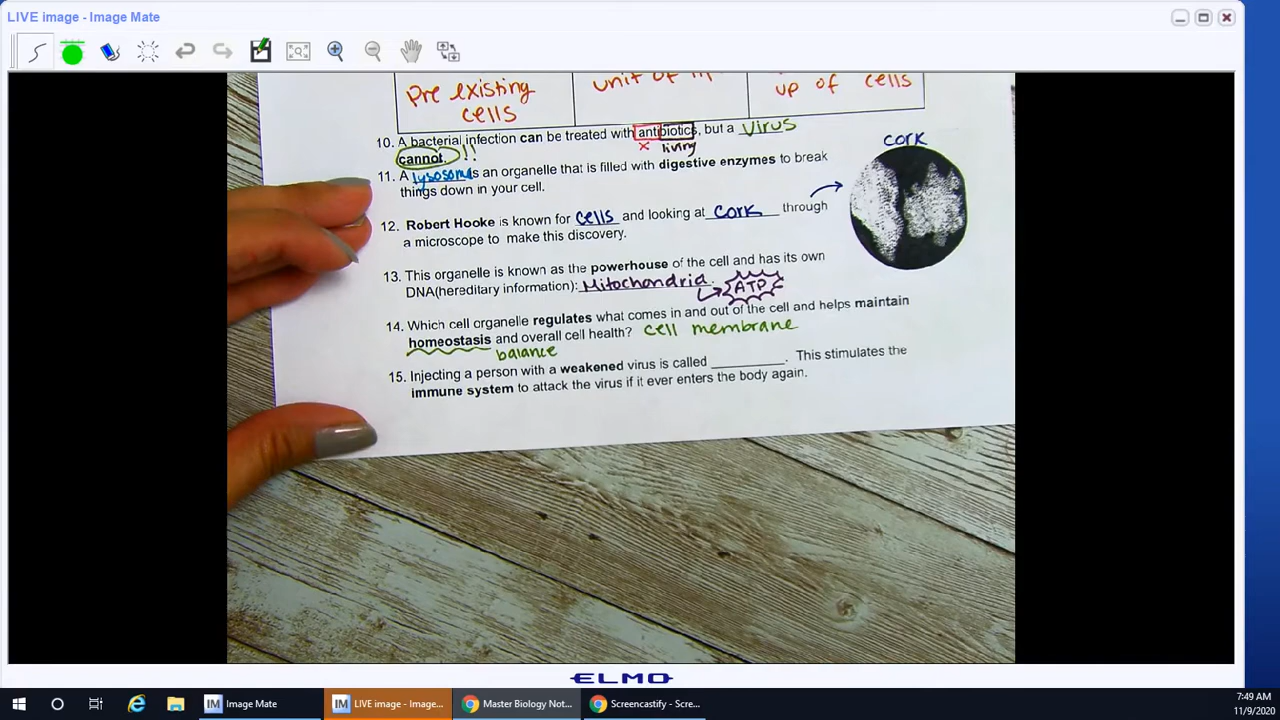 LIVE image - Image Mate
Pre existing
cells
unit of
up of cells
10. A bacterial infection can be treated with antibiotics, but a virus
cannot. !!
x living
cork
11. A lysosome is an organelle that is filled with digestive enzymes to break
things down in your cell.
12. Robert Hooke is known for cells and looking at cork through
a microscope to make this discovery.
13. This organelle is known as the powerhouse of the cell and has its own
DNA(hereditary information): Mitochondria. ATP
14. Which cell organelle regulates what comes in and out of the cell and helps maintain
homeostasis and overall cell health? cell membrane
balance
15. Injecting a person with a weakened virus is called __________. This stimulates the
immune system to attack the virus if it ever enters the body again.
ELMO
Image Mate
LIVE image - Image...
Master Biology Not...
Screencastify - Scre...
7:49 AM
11/9/2020